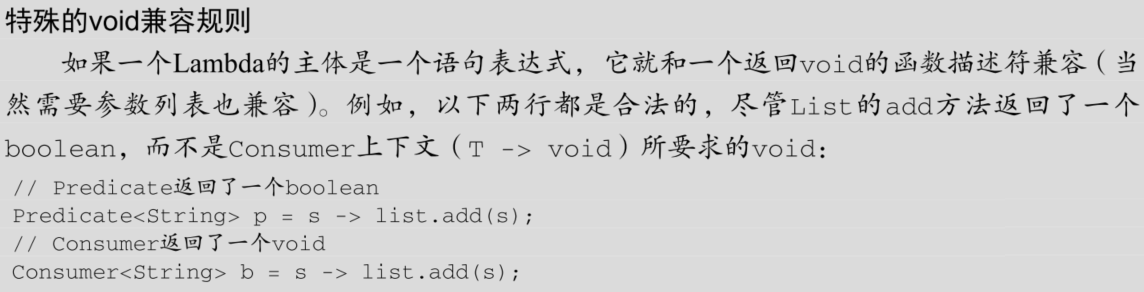 特殊的void兼容规则
如果一个Lambda的主体是一个语句表达式，它就和一个返回void的函数描述符兼容（当
然需要参数列表也兼容）。例如，以下两行都是合法的，尽管List的add方法返回了一个
boolean，而不是Consumer上下文（T -> void）所要求的void：
// Predicate返回了一个boolean
Predicate<String> p = s -> list.add(s);
// Consumer返回了一个void
Consumer<String> b = s -> list.add(s);